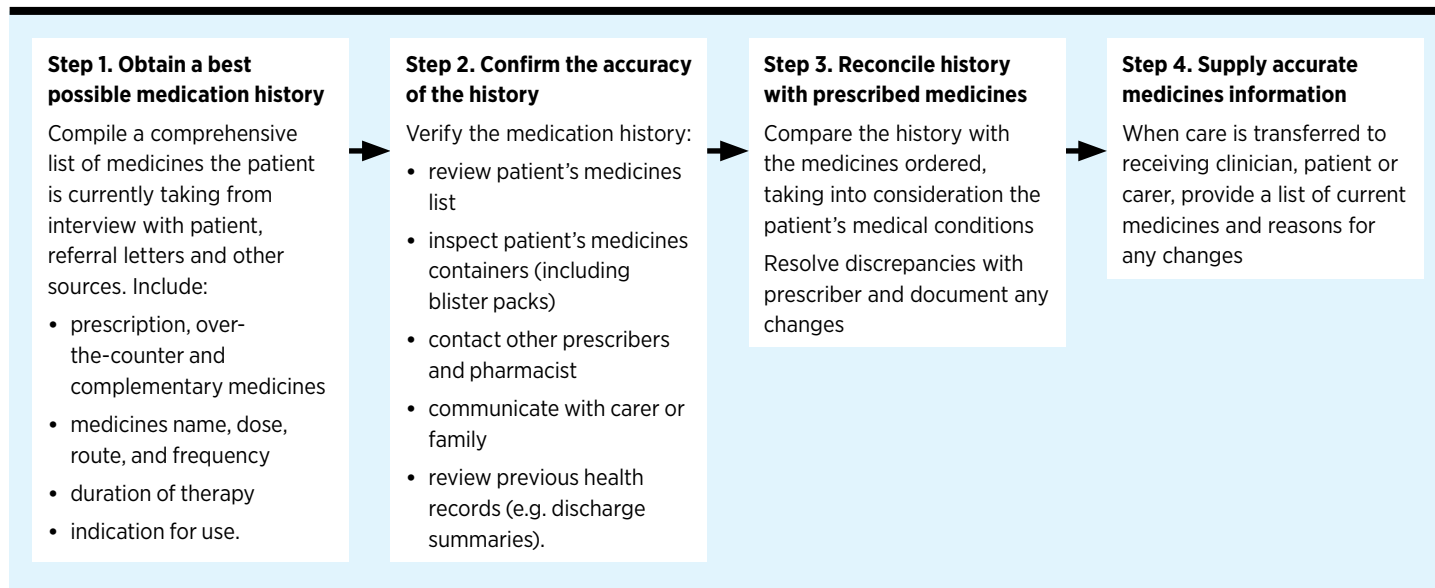 Step 1. Obtain a best
possible medication history
Compile a comprehensive
list of medicines the patient
is currently taking from
interview with patient,
referral letters and other
sources. Include:
• prescription, over-
the-counter and
complementary medicines
• medicines name, dose,
route, and frequency
• duration of therapy
• indication for use.
Step 2. Confirm the accuracy
of the history
Verify the medication history:
• review patient’s medicines
list
• inspect patient’s medicines
containers (including
blister packs)
• contact other prescribers
and pharmacist
• communicate with carer or
family
• review previous health
records (e.g. discharge
summaries).
Step 3. Reconcile history
with prescribed medicines
Compare the history with
the medicines ordered,
taking into consideration the
patient’s medical conditions
Resolve discrepancies with
prescriber and document any
changes
Step 4. Supply accurate
medicines information
When care is transferred to
receiving clinician, patient or
carer, provide a list of current
medicines and reasons for
any changes